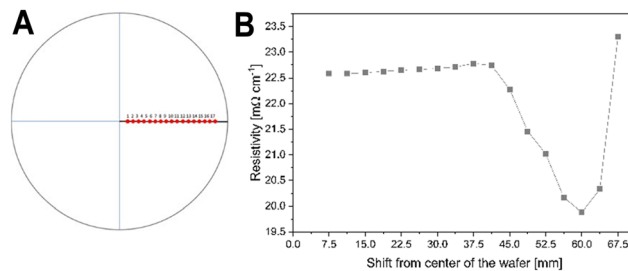 A
1 2 3 4 5 6 7 8 9 10 11 12 13 14 15 16 17
B
Resistivity [mΩ cm⁻¹]
23.5
23.0
22.5
22.0
21.5
21.0
20.5
20.0
19.5
0.0 7.5 15.0 22.5 30.0 37.5 45.0 52.5 60.0 67.5
Shift from center of the wafer [mm]